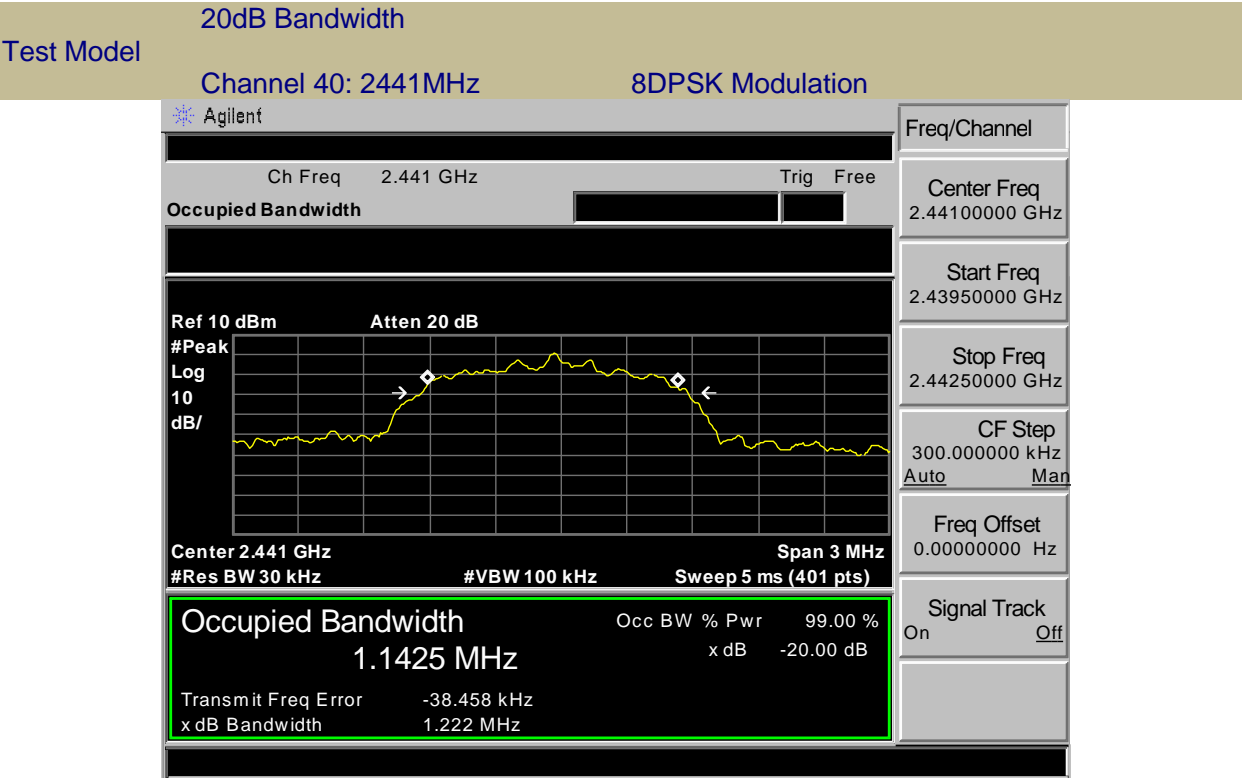 20dB Bandwidth
Test Model
Channel 40: 2441MHz 8DPSK Modulation
Agilent
Freq/Channel
Ch Freq 2.441 GHz Trig Free
Occupied Bandwidth
Center Freq
2.44100000 GHz
Start Freq
2.43950000 GHz
Stop Freq
2.44250000 GHz
CF Step
300.000000 kHz
Auto Man
Freq Offset
0.00000000 Hz
Signal Track
On Off
Ref 10 dBm Atten 20 dB
#Peak
Log
10
dB/
Center 2.441 GHz Span 3 MHz
#Res BW 30 kHz #VBW 100 kHz Sweep 5 ms (401 pts)
Occupied Bandwidth Occ BW % Pwr 99.00 %
1.1425 MHz x dB -20.00 dB
Transmit Freq Error -38.458 kHz
x dB Bandwidth 1.222 MHz